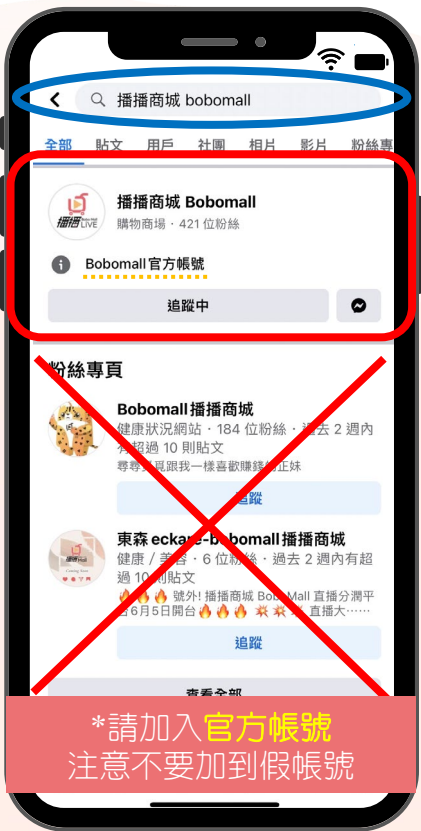 播播商城 bobomall
全部 貼文 用戶 社團 相片 影片 粉絲專
播播 LIVE
播播商城 Bobomall
購物商場 · 421 位粉絲
Bobomall官方帳號
追蹤中
粉絲專頁
Bobomall播播商城
健康狀況網站 · 184 位粉絲 · 過去 2 週內
有超過 10 則貼文
尋尋覓覓跟我一樣喜歡賺錢的正妹
追蹤
東森 eckare-bobomall播播商城
健康 / 美容 · 6 位粉絲 · 過去 2 週內有超
過 10 則貼文
🔥🔥🔥 號外! 播播商城 Bobo Mall 直播分潤平
台6月5日開台🔥🔥🔥 💥💥💥 直播大……
追蹤
查看全部
*請加入官方帳號
注意不要加到假帳號